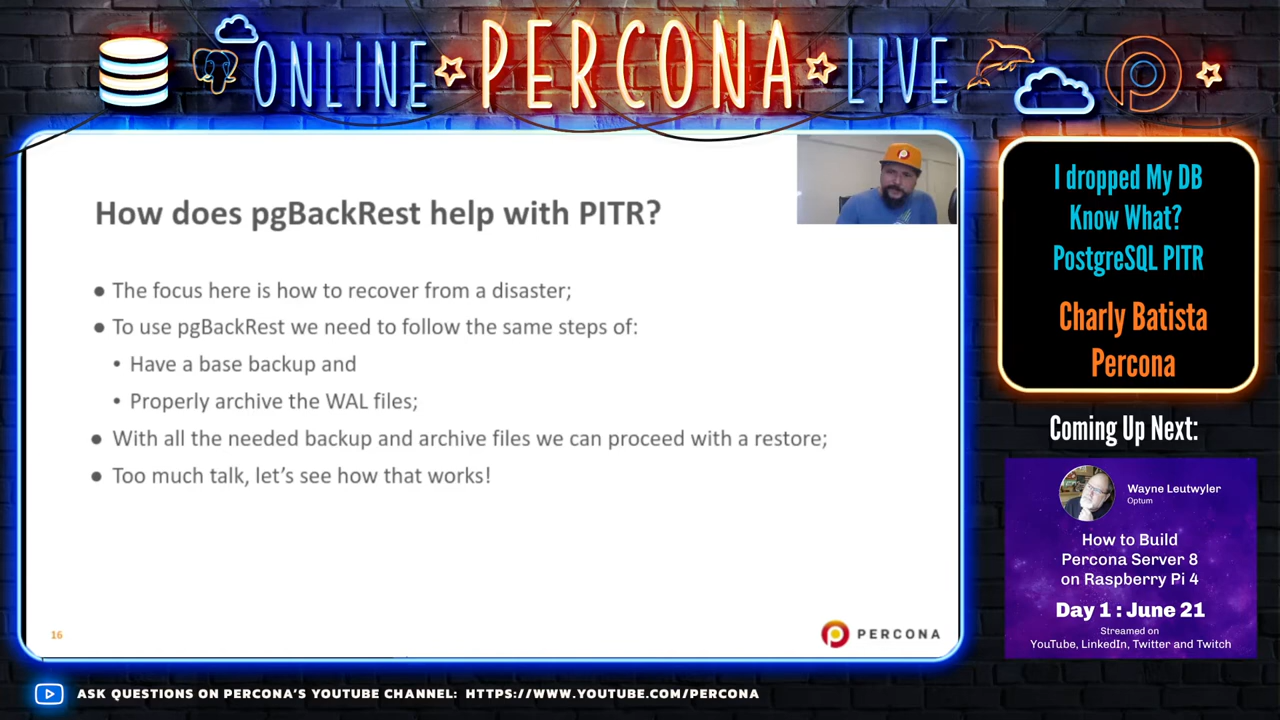 ONLINE PERCONA LIVE
How does pgBackRest help with PITR?
● The focus here is how to recover from a disaster;
● To use pgBackRest we need to follow the same steps of:
• Have a base backup and
• Properly archive the WAL files;
● With all the needed backup and archive files we can proceed with a restore;
● Too much talk, let's see how that works!
16
PERCONA
I dropped My DB
Know What?
PostgreSQL PITR
Charly Batista
Percona
Coming Up Next:
Wayne Leutwyler
Optum
How to Build
Percona Server 8
on Raspberry Pi 4
Day 1 : June 21
Streamed on
YouTube, LinkedIn, Twitter and Twitch
ASK QUESTIONS ON PERCONA'S YOUTUBE CHANNEL: HTTPS://WWW.YOUTUBE.COM/PERCONA